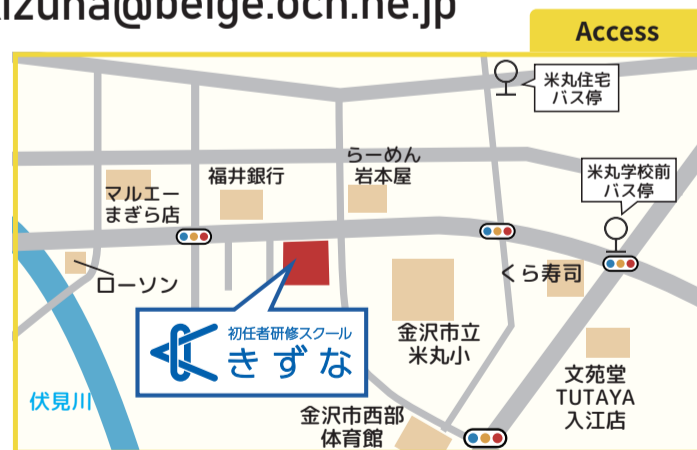 izuna@beige.ocn.ne.jp
Access
米丸住宅
バス停
らーめん
岩本屋
福井銀行
マルエー
まぎら店
米丸学校前
バス停
ローソン
くら寿司
初任者研修スクール
きずな
金沢市立
米丸小
文苑堂
TUTAYA
入江店
伏見川
金沢市西部
体育館